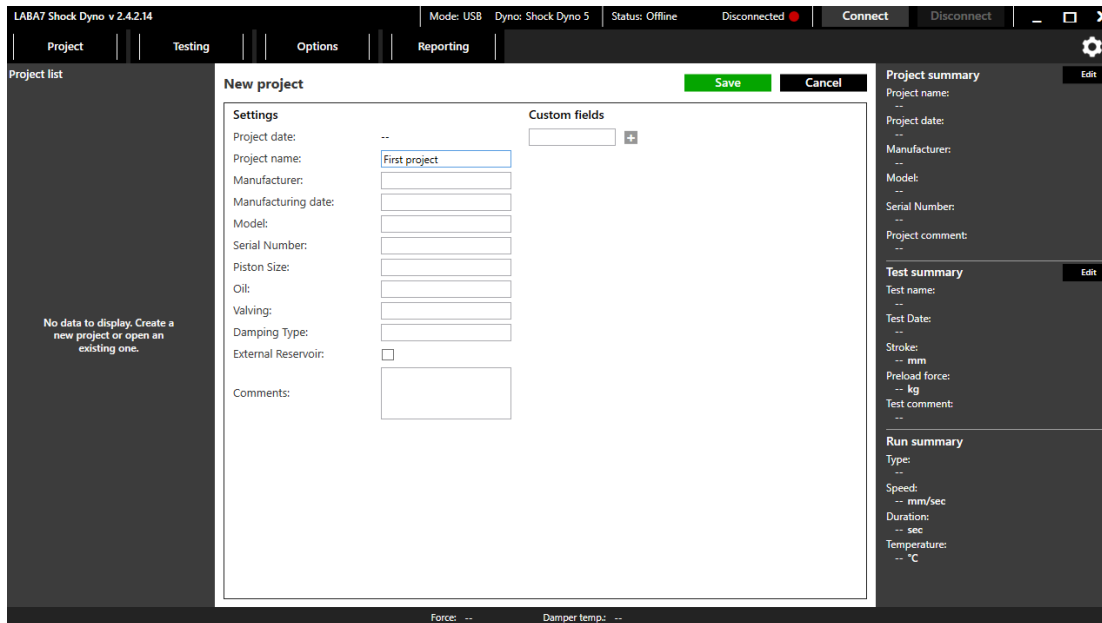 LABA7 Shock Dyno v 2.4.2.14
Mode: USB Dyno: Shock Dyno 5 Status: Offline Disconnected Connect Disconnect
Project Testing Options Reporting
Project list
No data to display. Create a
new project or open an
existing one.
New project Save Cancel
Settings
Project date: --
Project name: First project
Manufacturer:
Manufacturing date:
Model:
Serial Number:
Piston Size:
Oil:
Valving:
Damping Type:
External Reservoir:
Comments:
Custom fields
Project summary Edit
Project name:
--
Project date:
--
Manufacturer:
--
Model:
--
Serial Number:
--
Project comment:
--
Test summary Edit
Test name:
--
Test Date:
--
Stroke:
-- mm
Preload force:
-- kg
Test comment:
--
Run summary
Type:
--
Speed:
-- mm/sec
Duration:
-- sec
Temperature:
-- °C
Force: -- Damper temp.: --